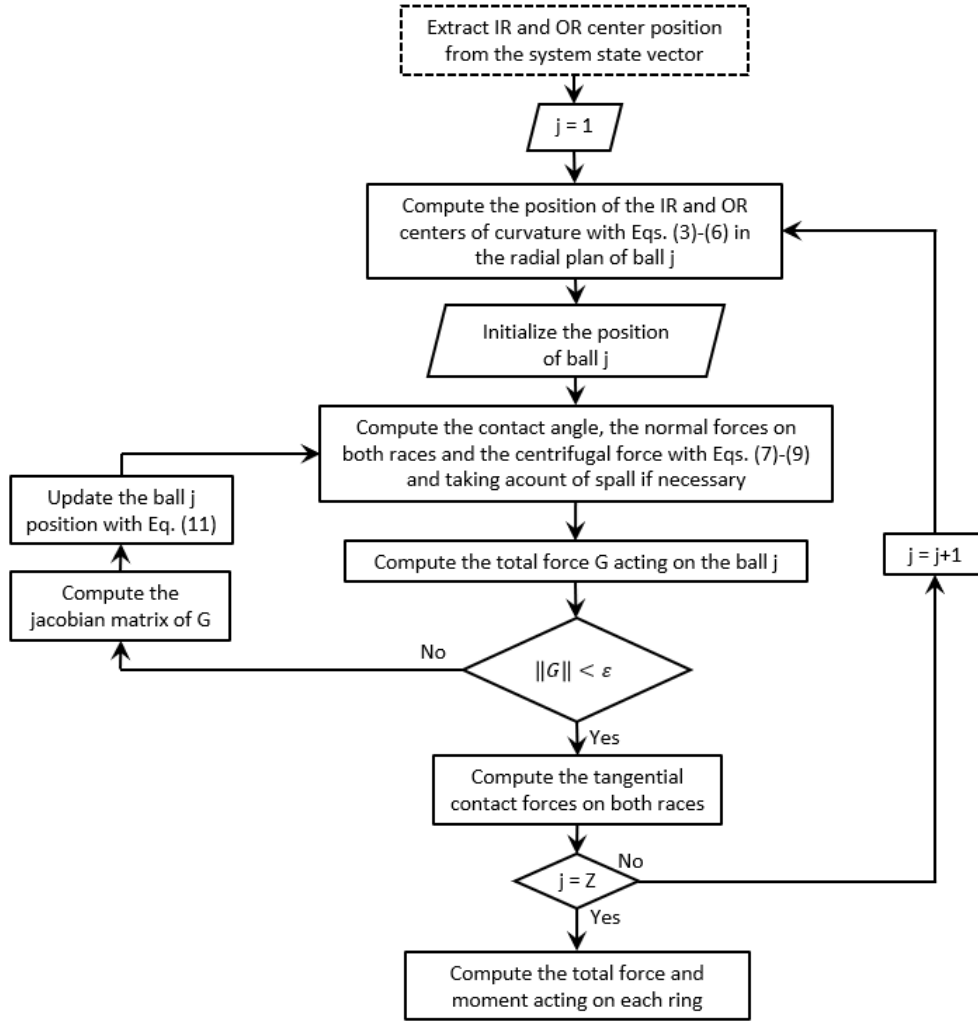 Extract IR and OR center position
from the system state vector
j = 1
Compute the position of the IR and OR
centers of curvature with Eqs. (3)-(6) in
the radial plan of ball j
Initialize the position
of ball j
Compute the contact angle, the normal forces on
both races and the centrifugal force with Eqs. (7)-(9)
and taking acount of spall if necessary
Update the ball j
position with Eq. (11)
Compute the total force G acting on the ball j
j = j+1
Compute the
jacobian matrix of G
No
‖G‖ < ε
Yes
Compute the tangential
contact forces on both races
No
j = Z
Yes
Compute the total force and
moment acting on each ring